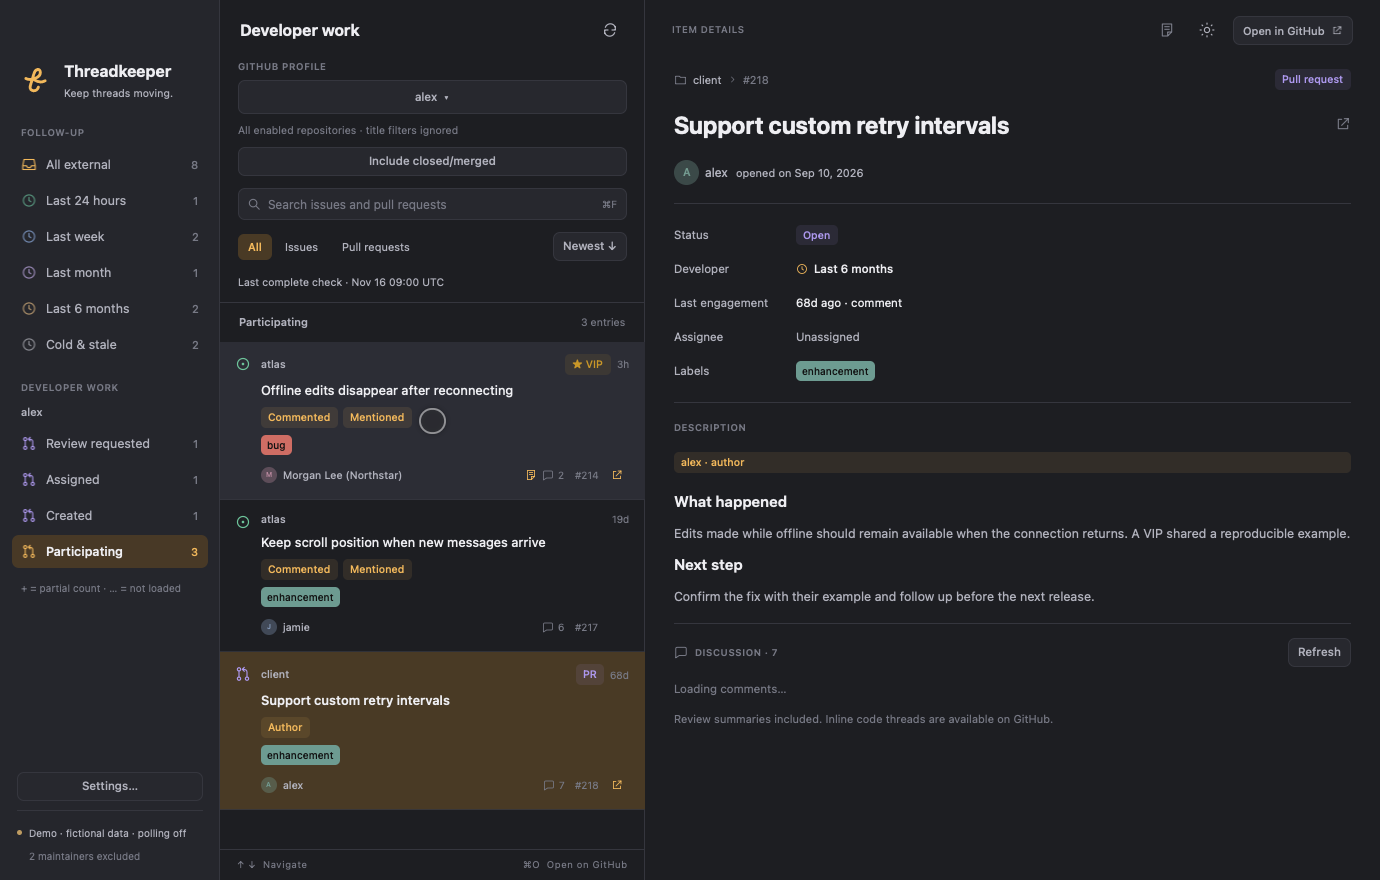 Threadkeeper
Keep threads moving.
FOLLOW-UP
All external 8
Last 24 hours 1
Last week 2
Last month 1
Last 6 months 2
Cold & stale 2
DEVELOPER WORK
alex
Review requested 1
Assigned 1
Created 1
Participating 3
+ = partial count · … = not loaded
Settings…
Demo · fictional data · polling off
2 maintainers excluded
Developer work
GITHUB PROFILE
alex ▾
All enabled repositories · title filters ignored
Include closed/merged
Search issues and pull requests ⌘F
All Issues Pull requests Newest ↓
Last complete check · Nov 16 09:00 UTC
Participating 3 entries
atlas ★ VIP 3h
Offline edits disappear after reconnecting
Commented Mentioned
bug
M Morgan Lee (Northstar) 2 #214
atlas 19d
Keep scroll position when new messages arrive
Commented Mentioned
enhancement
J jamie 6 #217
client PR 68d
Support custom retry intervals
Author
enhancement
A alex 7 #218
↑ ↓ Navigate ⌘O Open on GitHub
ITEM DETAILS Open in GitHub
client > #218 Pull request
Support custom retry intervals
A alex opened on Sep 10, 2026
Status Open
Developer Last 6 months
Last engagement 68d ago · comment
Assignee Unassigned
Labels enhancement
DESCRIPTION
alex · author
What happened
Edits made while offline should remain available when the connection returns. A VIP shared a reproducible example.
Next step
Confirm the fix with their example and follow up before the next release.
DISCUSSION · 7 Refresh
Loading comments…
Review summaries included. Inline code threads are available on GitHub.